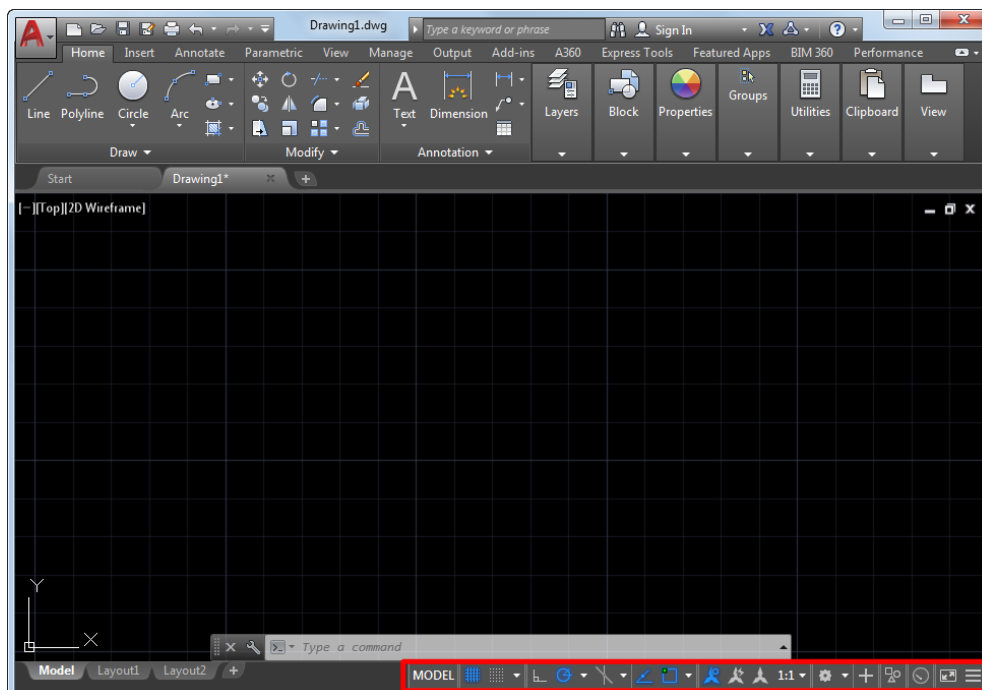 Drawing1.dwg Type a keyword or phrase Sign In
Home Insert Annotate Parametric View Manage Output Add-ins A360 Express Tools Featured Apps BIM 360 Performance
Line Polyline Circle Arc Text Dimension Layers Block Properties Groups Utilities Clipboard View
Draw Modify Annotation
Start Drawing1*
[−][Top][2D Wireframe]
Y
X
Type a command
Model Layout1 Layout2 + MODEL 1:1